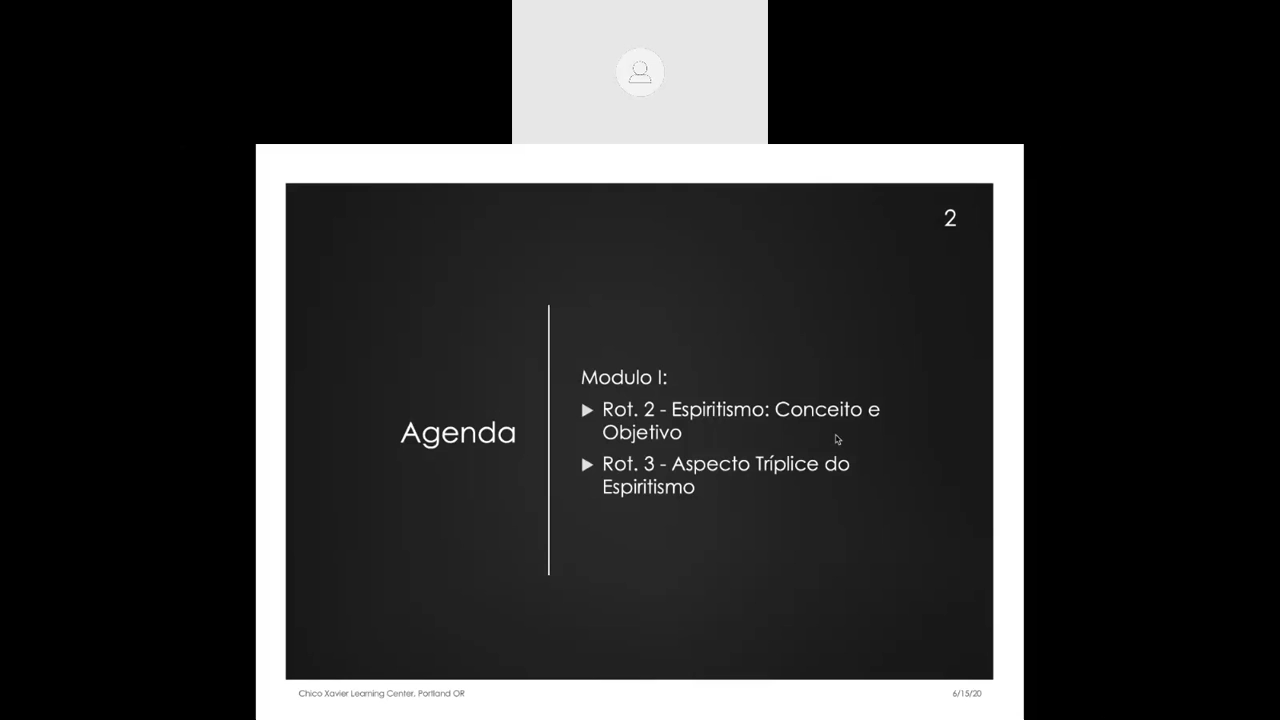 2
Agenda
Modulo I:
Rot. 2 - Espiritismo: Conceito e
Objetivo
Rot. 3 - Aspecto Tríplice do
Espiritismo
Chico Xavier Learning Center, Portland OR
6/15/20